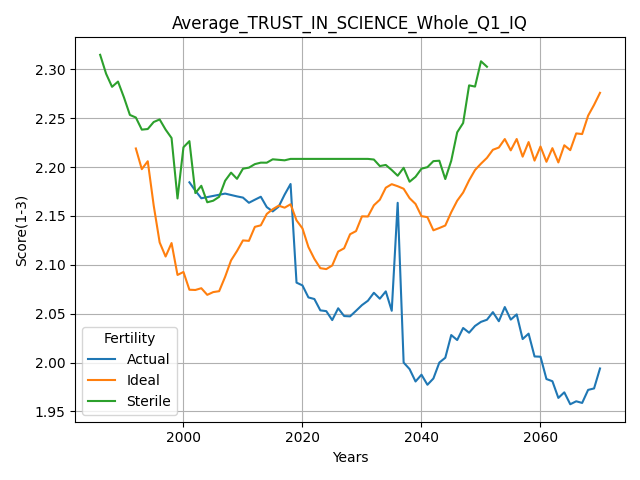 Average_TRUST_IN_SCIENCE_Whole_Q1_IQ
Score(1-3)
2.30
2.25
2.20
2.15
2.10
2.05
2.00
1.95
Fertility
Actual
Ideal
Sterile
2000 2020 2040 2060
Years